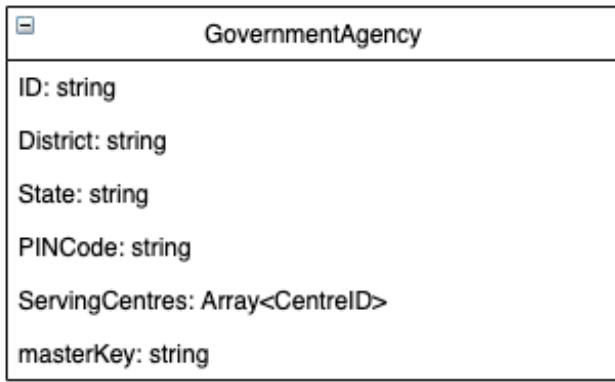 GovernmentAgency
ID: string
District: string
State: string
PINCode: string
ServingCentres: Array<CentreID>
masterKey: string